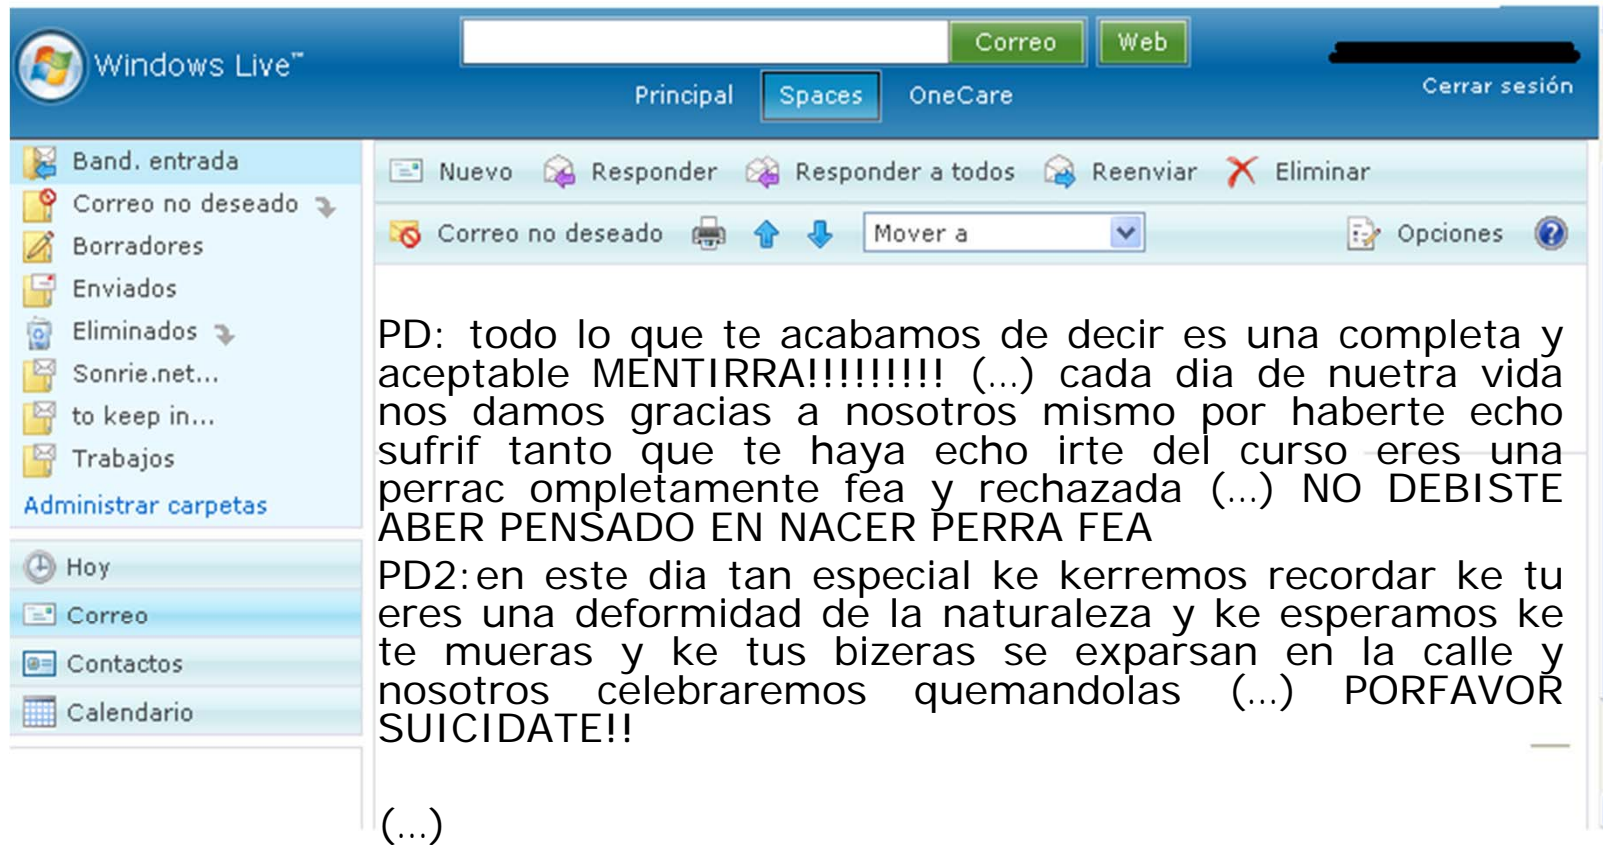 Windows Live™
Correo
Web
Principal
Spaces
OneCare
Cerrar sesión
Band. entrada
Correo no deseado
Borradores
Enviados
Eliminados
Sonrie.net...
to keep in...
Trabajos
Administrar carpetas
Hoy
Correo
Contactos
Calendario
Nuevo
Responder
Responder a todos
Reenviar
Eliminar
Correo no deseado
Mover a
Opciones
PD: todo lo que te acabamos de decir es una completa y
aceptable MENTIRRA!!!!!!!!! (...) cada dia de nuetra vida
nos damos gracias a nosotros mismo por haberte echo
sufrif tanto que te haya echo irte del curso eres una
perrac ompletamente fea y rechazada (...) NO DEBISTE
ABER PENSADO EN NACER PERRA FEA
PD2:en este dia tan especial ke kerremos recordar ke tu
eres una deformidad de la naturaleza y ke esperamos ke
te mueras y ke tus bizeras se exparsan en la calle y
nosotros celebraremos quemandolas (...) PORFAVOR
SUICIDATE!!
(...)